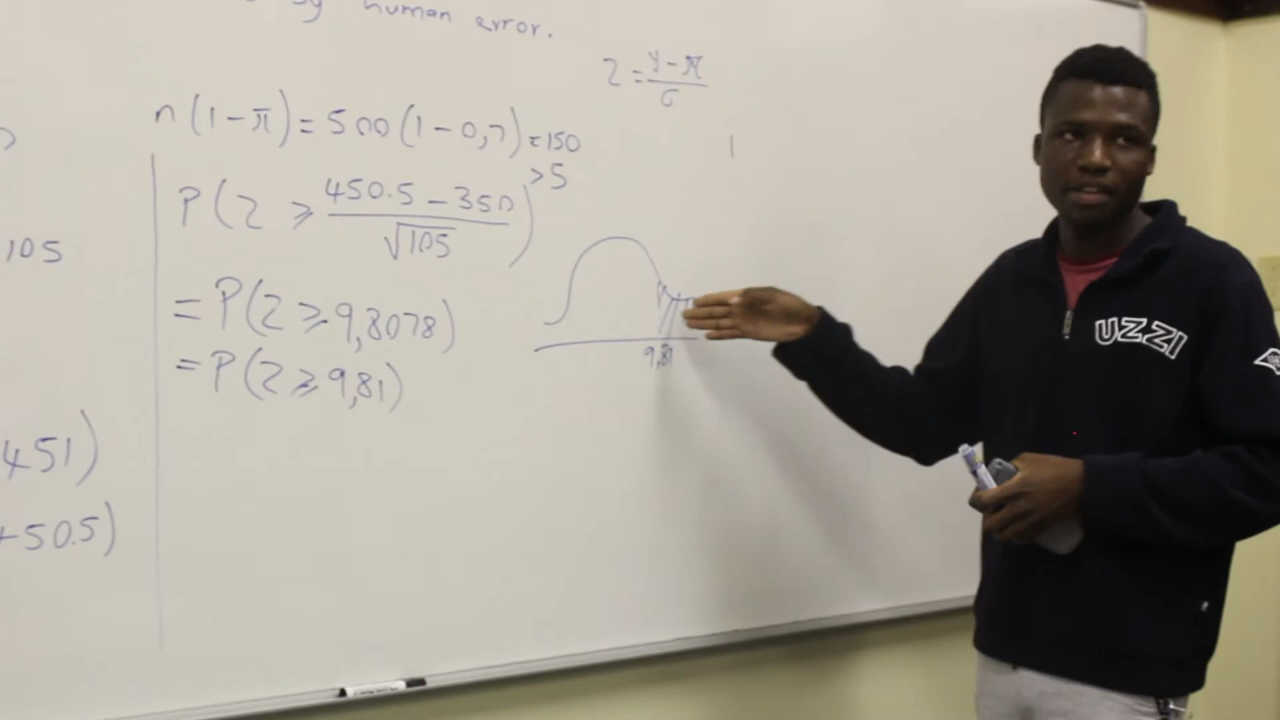 by human error.
Z = y - π / σ
n(1-π) = 500(1-0,7) = 150
>5
P(Z ≥ 450.5 - 350 / √105)
= P(Z ≥ 9,8078)
= P(Z ≥ 9,81)
9,81
105
451)
50.5)
UZZI